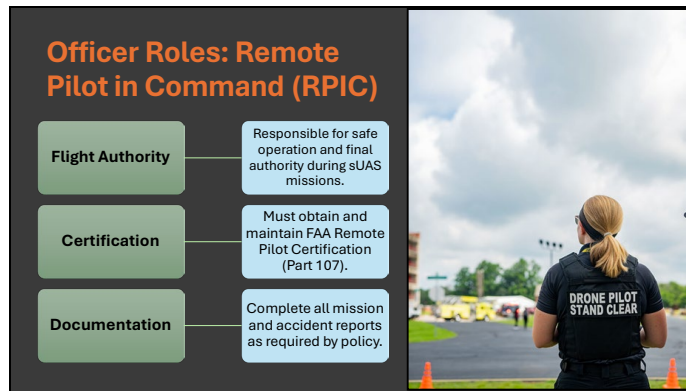 Officer Roles: Remote
Pilot in Command (RPIC)
Flight Authority
Responsible for safe
operation and final
authority during sUAS
missions.
Certification
Must obtain and
maintain FAA Remote
Pilot Certification
(Part 107).
Documentation
Complete all mission
and accident reports
as required by policy.
DRONE PILOT
STAND CLEAR